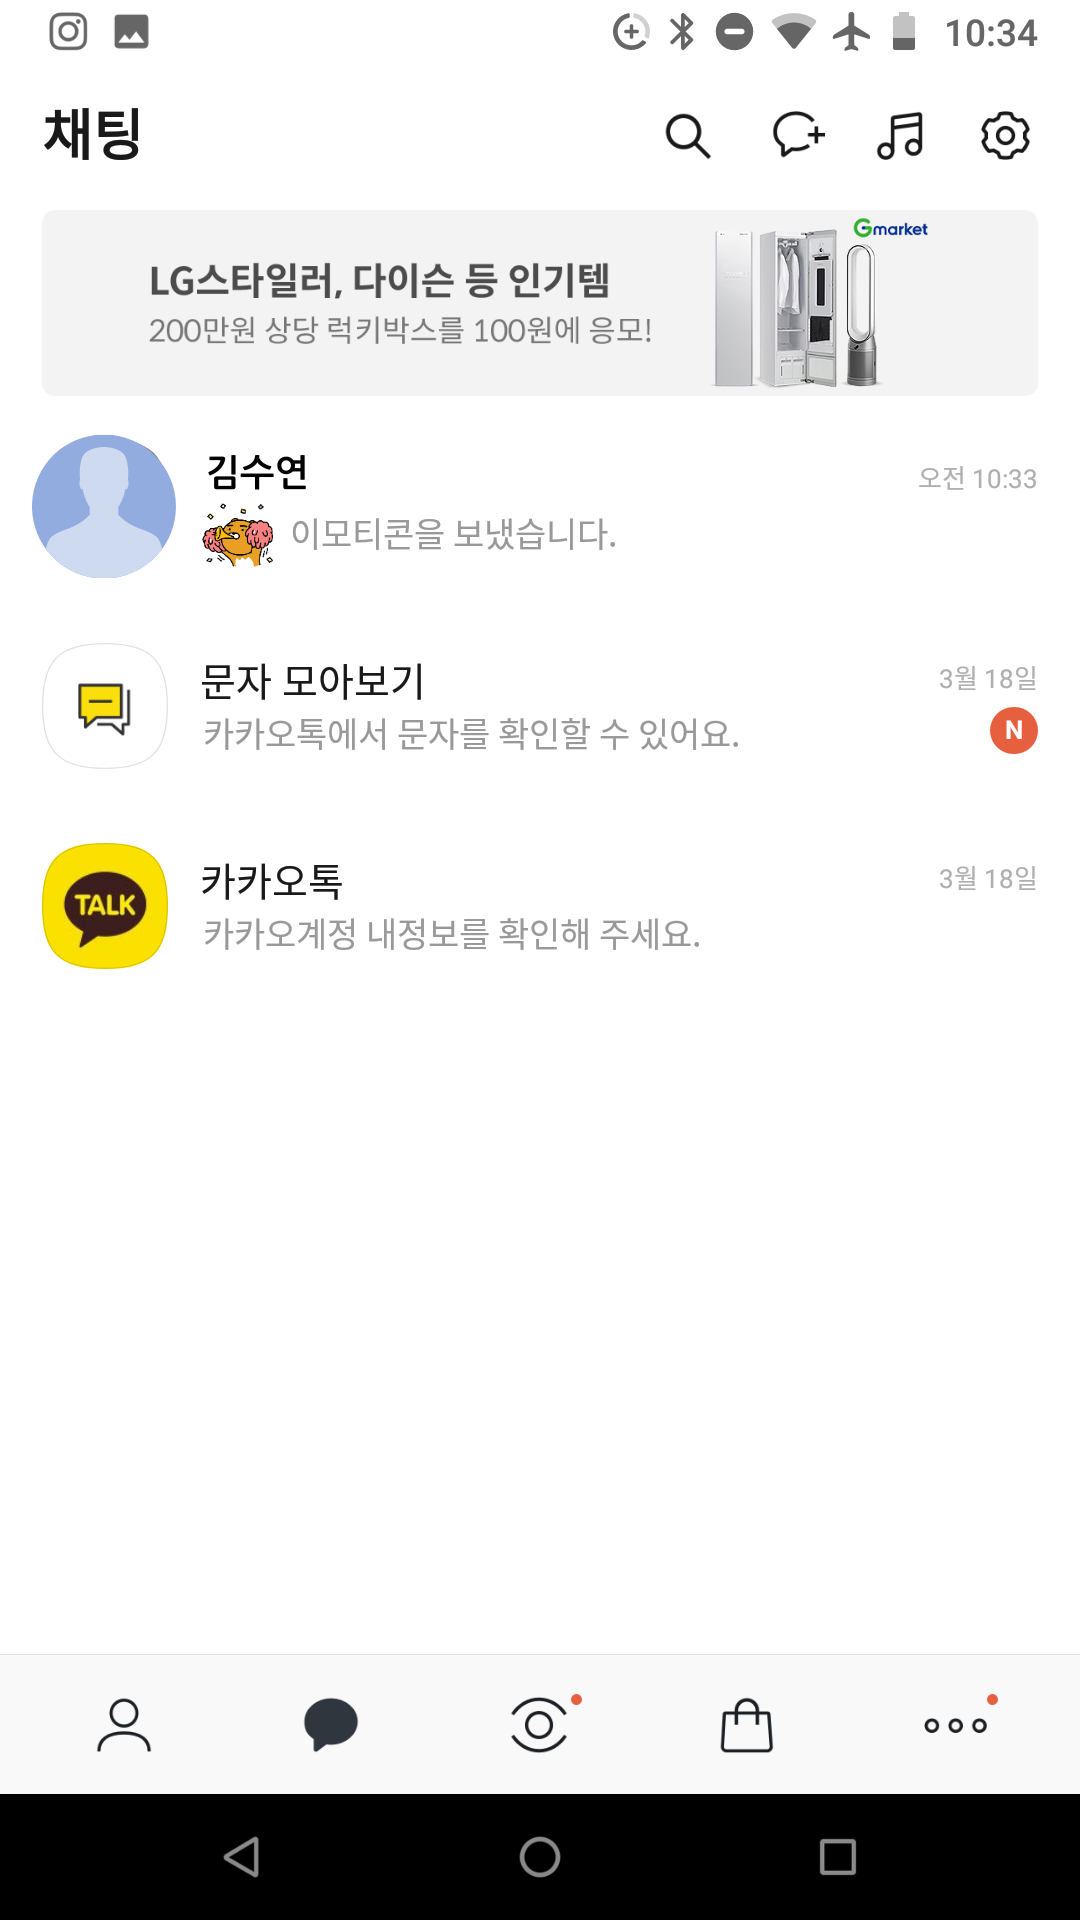 10:34
채팅
Gmarket
LG스타일러, 다이슨 등 인기템
200만원 상당 럭키박스를 100원에 응모!
김수연
오전 10:33
이모티콘을 보냈습니다.
문자 모아보기
3월 18일
카카오톡에서 문자를 확인할 수 있어요.
N
TALK
카카오톡
3월 18일
카카오계정 내정보를 확인해 주세요.